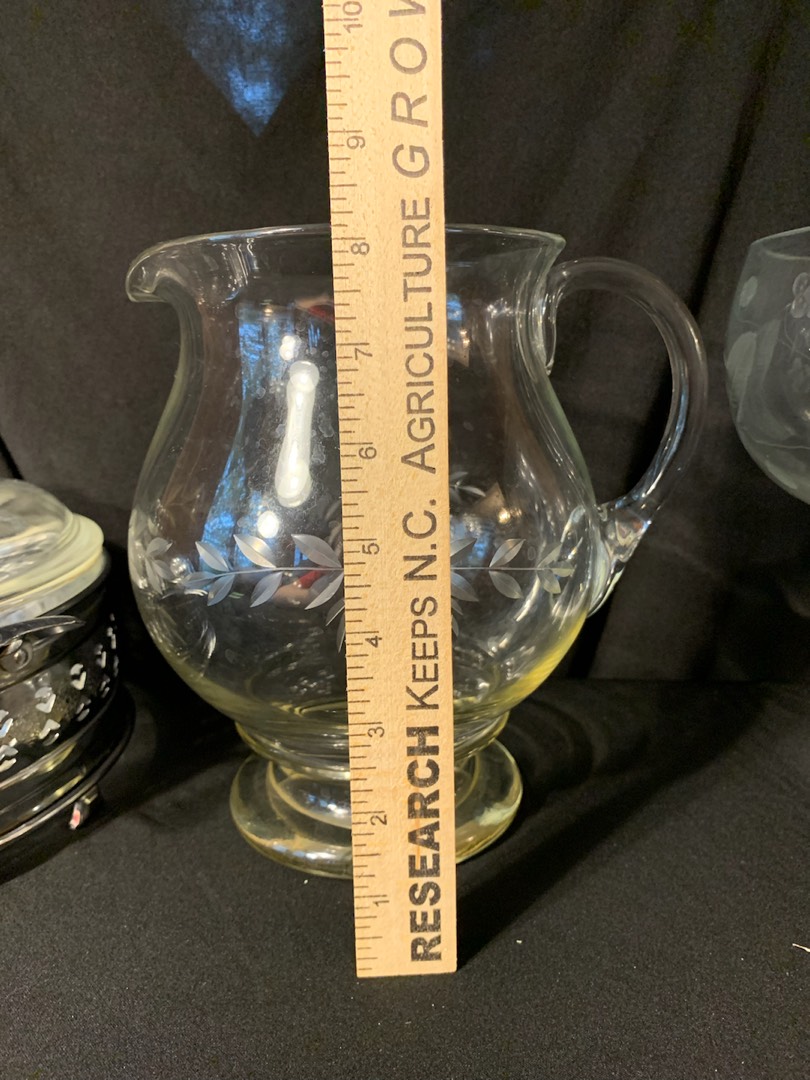 RESEARCH KEEPS N.C. AGRICULTURE GROW
1 2 3 4 5 6 7 8 9 10